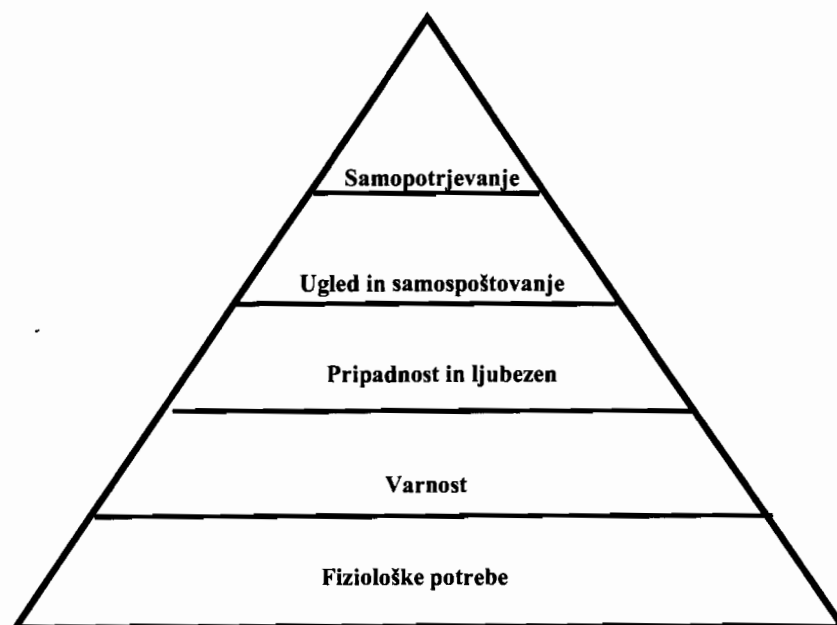 Samopotrjevanje
Ugled in samospoštovanje
Pripadnost in ljubezen
Varnost
Fiziološke potrebe